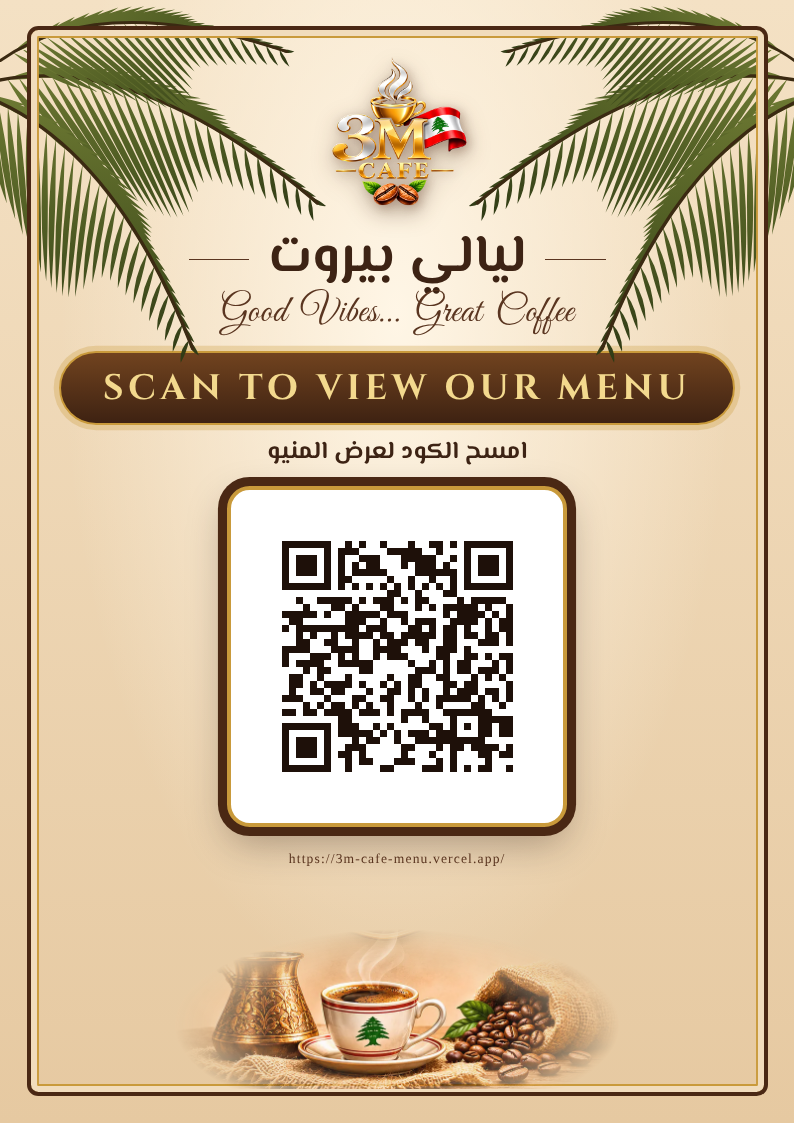 3M
CAFE
ليالي بيروت
Good Vibes... Great Coffee
SCAN TO VIEW OUR MENU
امسح الكود لعرض المنيو
https://3m-cafe-menu.vercel.app/